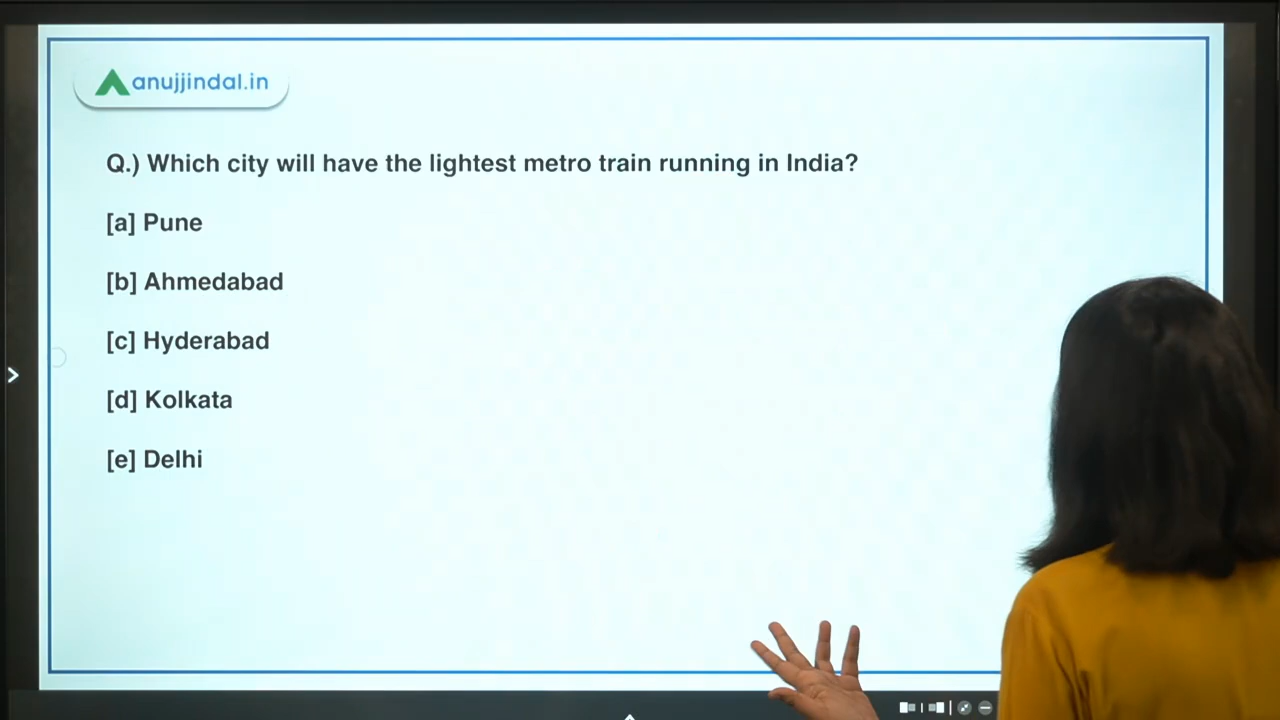 anujjindal.in
Q.) Which city will have the lightest metro train running in India?
[a] Pune
[b] Ahmedabad
[c] Hyderabad
[d] Kolkata
[e] Delhi